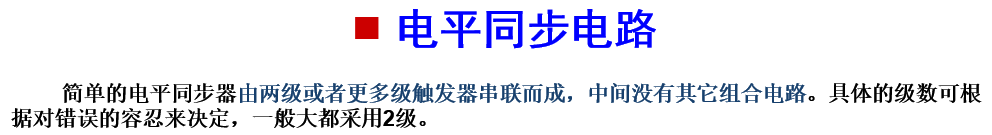 电平同步电路
简单的电平同步器由两级或者更多级触发器串联而成，中间没有其它组合电路。具体的级数可根
据对错误的容忍来决定，一般大都采用2级。